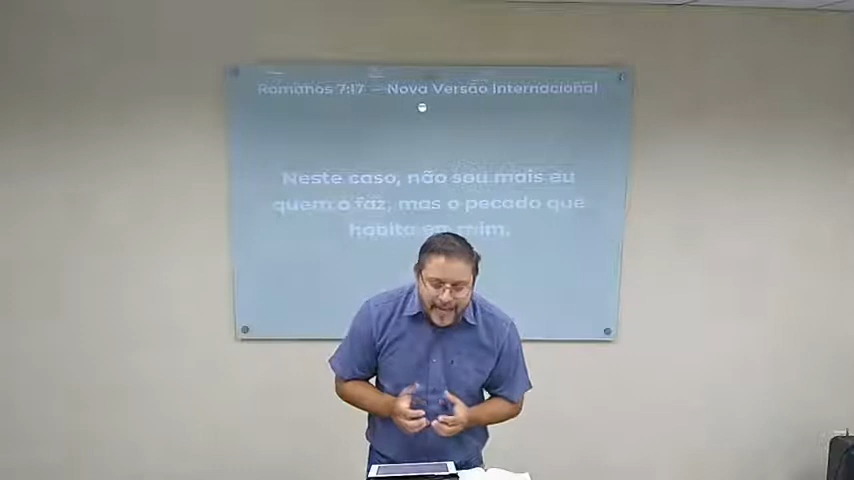 Romanos 7:17 - Nova Versão Internacional
Neste caso, não sou mais eu
quem o faz, mas o pecado que
habita em mim.